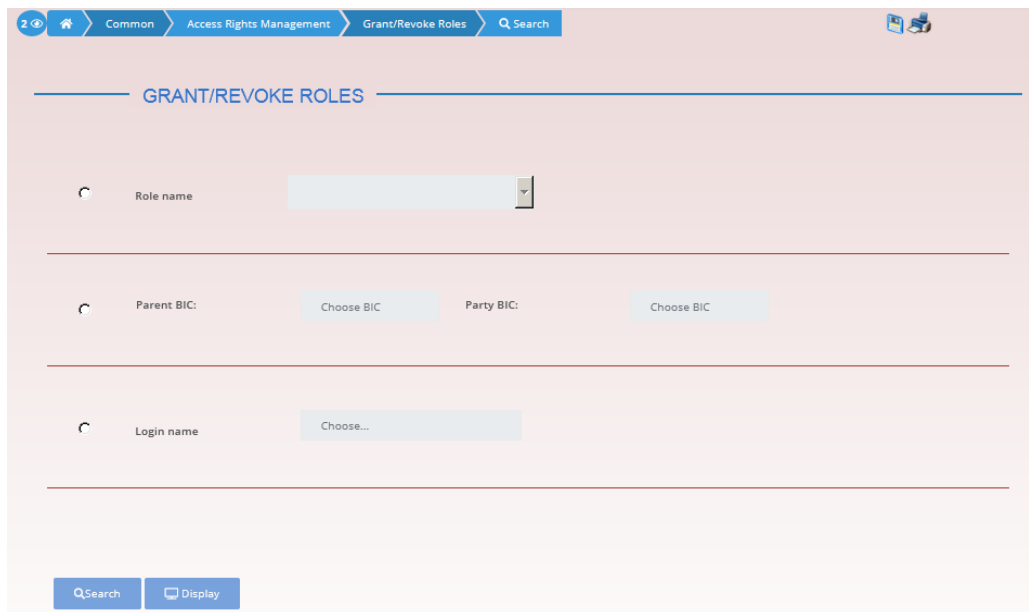 2 Common Access Rights Management Grant/Revoke Roles Search
GRANT/REVOKE ROLES
Role name
Parent BIC: Choose BIC Party BIC: Choose BIC
Login name Choose...
Search Display